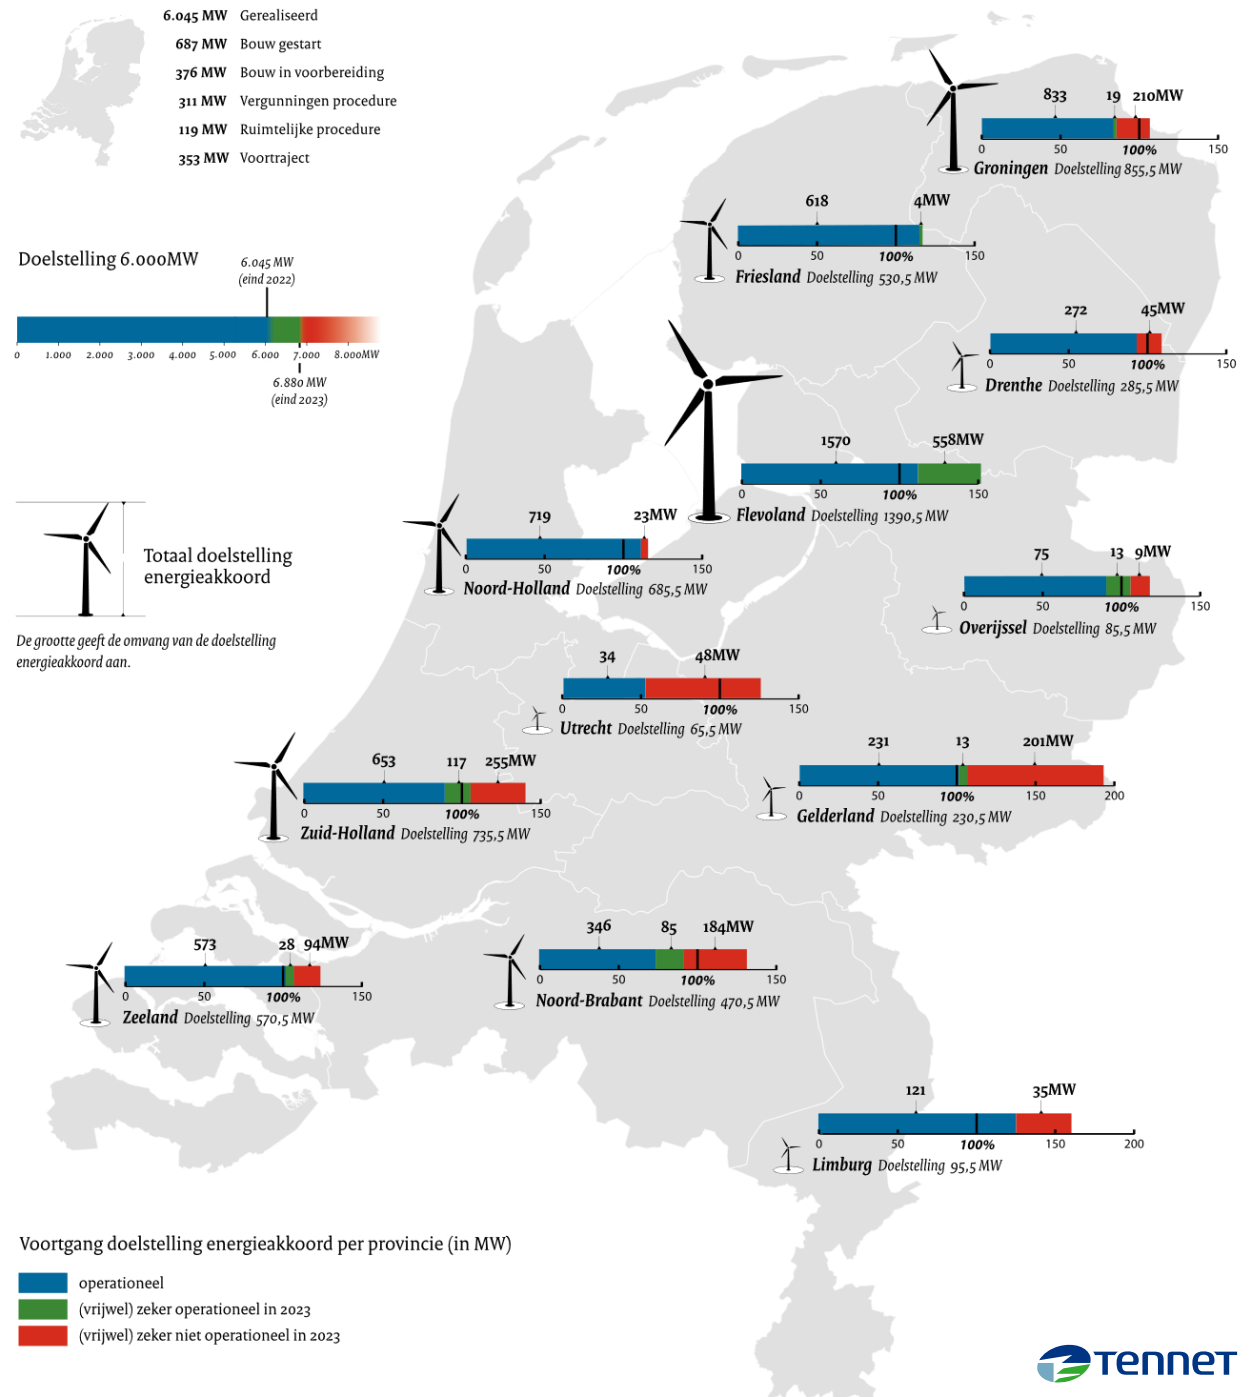 6.045 MW Gerealiseerd
687 MW Bouw gestart
376 MW Bouw in voorbereiding
311 MW Vergunningen procedure
119 MW Ruimtelijke procedure
353 MW Voortraject
Doelstelling 6.000MW
6.045 MW
(eind 2022)
0 1.000 2.000 3.000 4.000 5.000 6.000 7.000 8.000MW
6.880 MW
(eind 2023)
Totaal doelstelling
energieakkoord
De grootte geeft de omvang van de doelstelling
energieakkoord aan.
833 19 210MW
0 50 100% 150
Groningen Doelstelling 855,5 MW
618 4MW
0 50 100% 150
Friesland Doelstelling 530,5 MW
272 45MW
0 50 100% 150
Drenthe Doelstelling 285,5 MW
1570 558MW
0 50 100% 150
Flevoland Doelstelling 1390,5 MW
719 23MW
0 50 100% 150
Noord-Holland Doelstelling 685,5 MW
75 13 9MW
0 50 100% 150
Overijssel Doelstelling 85,5 MW
34 48MW
0 50 100% 150
Utrecht Doelstelling 65,5 MW
231 13 201MW
0 50 100% 150 200
Gelderland Doelstelling 230,5 MW
653 117 255MW
0 50 100% 150
Zuid-Holland Doelstelling 735,5 MW
346 85 184MW
0 50 100% 150
Noord-Brabant Doelstelling 470,5 MW
573 28 94MW
0 50 100% 150
Zeeland Doelstelling 570,5 MW
121 35MW
0 50 100% 150 200
Limburg Doelstelling 95,5 MW
Voortgang doelstelling energieakkoord per provincie (in MW)
operationeel
(vrijwel) zeker operationeel in 2023
(vrijwel) zeker niet operationeel in 2023
TENNET